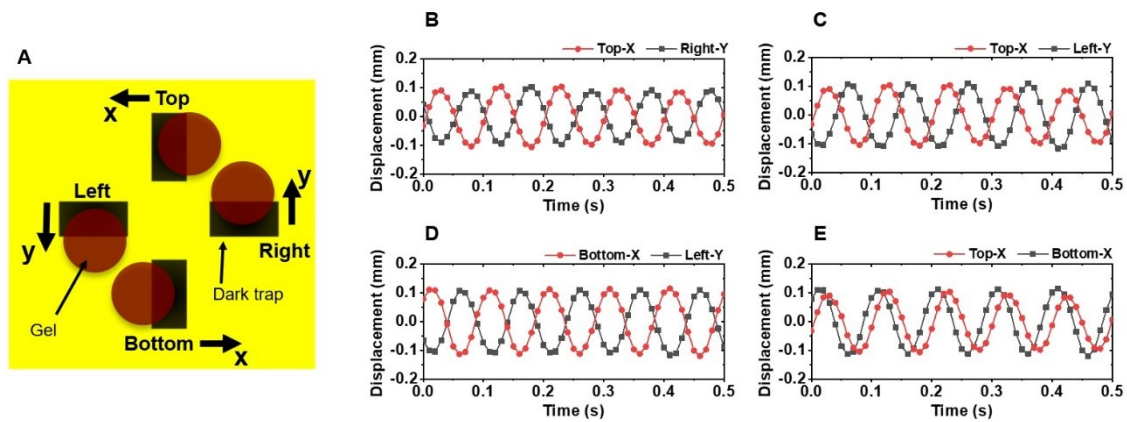 A
Top
x
y
Left
y
Right
Dark trap
Gel
Bottom
x
B
Top-X Right-Y
Displacement (mm)
0.2
0.1
0.0
-0.1
-0.2
0.0 0.1 0.2 0.3 0.4 0.5
Time (s)
C
Top-X Left-Y
Displacement (mm)
0.2
0.1
0.0
-0.1
-0.2
0.0 0.1 0.2 0.3 0.4 0.5
Time (s)
D
Bottom-X Left-Y
Displacement (mm)
0.2
0.1
0.0
-0.1
-0.2
0.0 0.1 0.2 0.3 0.4 0.5
Time (s)
E
Top-X Bottom-X
Displacement (mm)
0.2
0.1
0.0
-0.1
-0.2
0.0 0.1 0.2 0.3 0.4 0.5
Time (s)